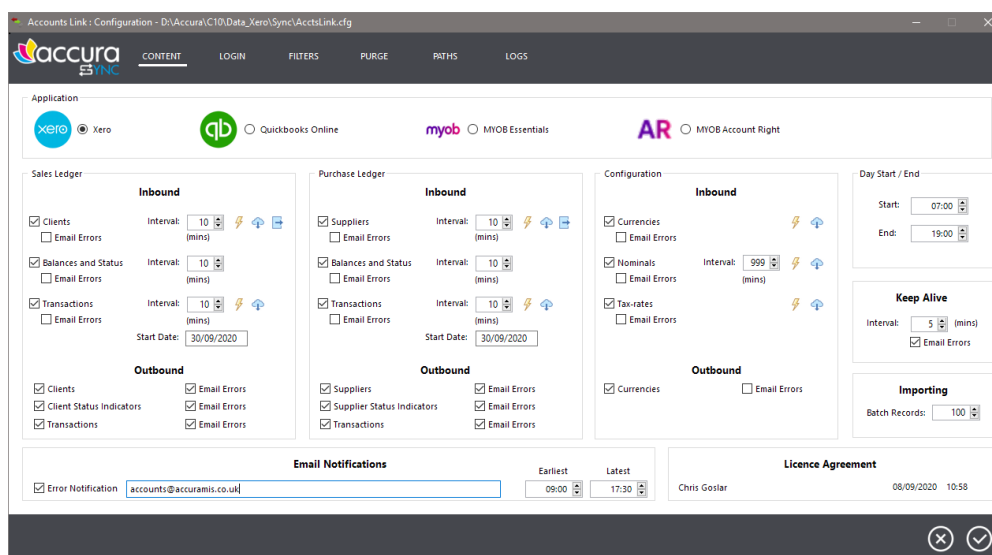 Accounts Link : Configuration - D:\Accura\C10\Data_Xero\Sync\AcctsLink.cfg
accura SYNC
CONTENT LOGIN FILTERS PURGE PATHS LOGS
Application
xero Xero qb Quickbooks Online myob MYOB Essentials AR MYOB Account Right
Sales Ledger
Inbound
Clients Interval: 10
Email Errors (mins)
Balances and Status Interval: 10
Email Errors (mins)
Transactions Interval: 10
Email Errors (mins)
Start Date: 30/09/2020
Outbound
Clients Email Errors
Client Status Indicators Email Errors
Transactions Email Errors
Purchase Ledger
Inbound
Suppliers Interval: 10
Email Errors (mins)
Balances and Status Interval: 10
Email Errors (mins)
Transactions Interval: 10
Email Errors (mins)
Start Date: 30/09/2020
Outbound
Suppliers Email Errors
Supplier Status Indicators Email Errors
Transactions Email Errors
Configuration
Inbound
Currencies
Email Errors
Nominals Interval: 999
Email Errors (mins)
Tax-rates
Email Errors
Outbound
Currencies Email Errors
Day Start / End
Start: 07:00
End: 19:00
Keep Alive
Interval: 5 (mins)
Email Errors
Importing
Batch Records: 100
Email Notifications
Earliest Latest
Error Notification accounts@accuramis.co.uk 09:00 17:30
Licence Agreement
Chris Goslar 08/09/2020 10:58